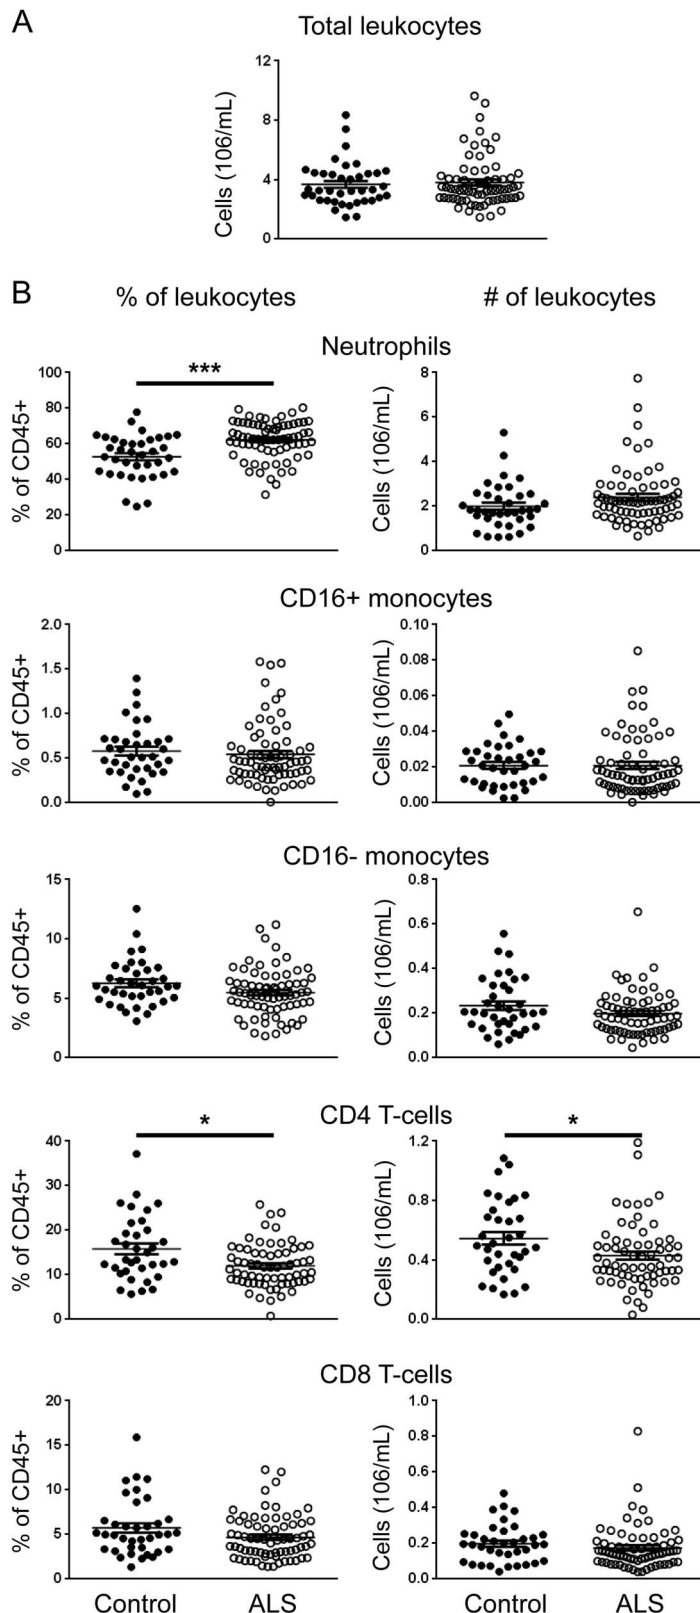 A
Total leukocytes
Cells (106/mL)
12
8
4
0
B
% of leukocytes
# of leukocytes
Neutrophils
***
% of CD45+
100
80
60
40
20
0
Cells (106/mL)
8
6
4
2
0
CD16+ monocytes
% of CD45+
2.0
1.5
1.0
0.5
0.0
Cells (106/mL)
0.10
0.08
0.06
0.04
0.02
0.00
CD16- monocytes
% of CD45+
15
10
5
0
Cells (106/mL)
0.8
0.6
0.4
0.2
0.0
CD4 T-cells
*
% of CD45+
40
30
20
10
0
*
Cells (106/mL)
1.2
0.8
0.4
0.0
CD8 T-cells
% of CD45+
20
15
10
5
0
Cells (106/mL)
1.0
0.8
0.6
0.4
0.2
0.0
Control
ALS
Control
ALS